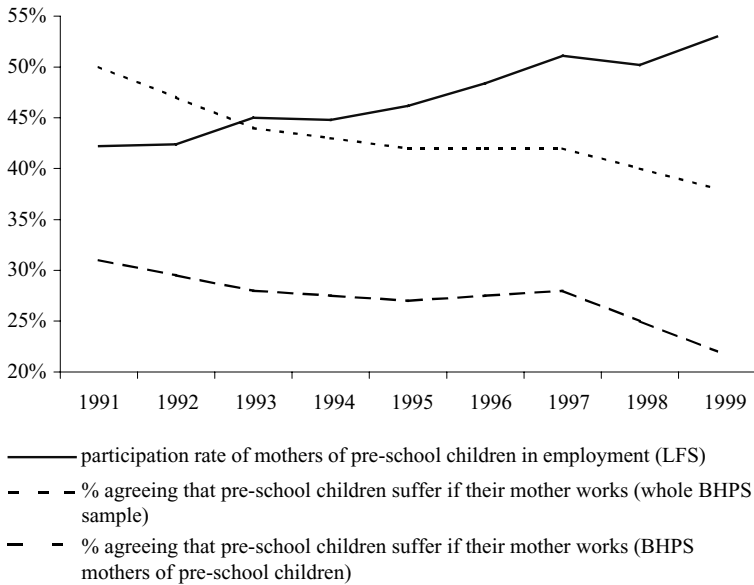 55%
50%
45%
40%
35%
30%
25%
20%
1991 1992 1993 1994 1995 1996 1997 1998 1999
participation rate of mothers of pre-school children in employment (LFS)
% agreeing that pre-school children suffer if their mother works (whole BHPS
sample)
% agreeing that pre-school children suffer if their mother works (BHPS
mothers of pre-school children)